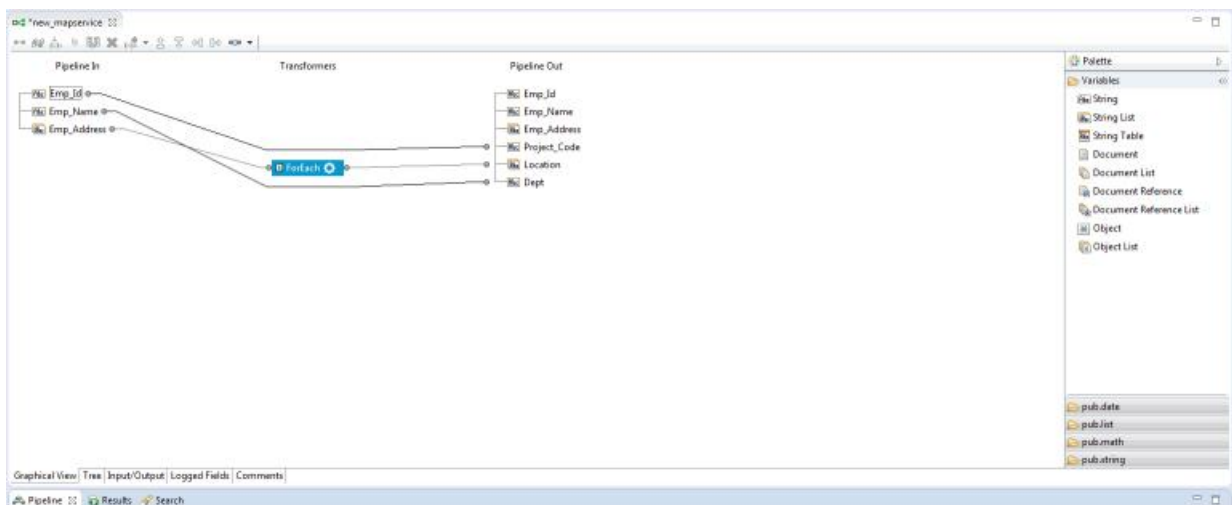 *new_mapservice
Pipeline In
Transformers
Pipeline Out
Palette
Variables
Emp_Id
Emp_Name
Emp_Address
ForEach
Emp_Id
Emp_Name
Emp_Address
Project_Code
Location
Dept
String
String List
String Table
Document
Document List
Document Reference
Document Reference List
Object
Object List
pub.date
pub.list
pub.math
pub.string
Graphical View Tree Input/Output Logged Fields Comments
Pipeline Results Search